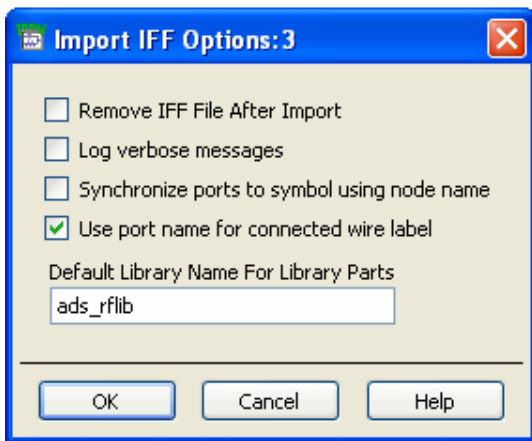 Import IFF Options:3
Remove IFF File After Import
Log verbose messages
Synchronize ports to symbol using node name
Use port name for connected wire label
Default Library Name For Library Parts
ads_rflib
OK Cancel Help